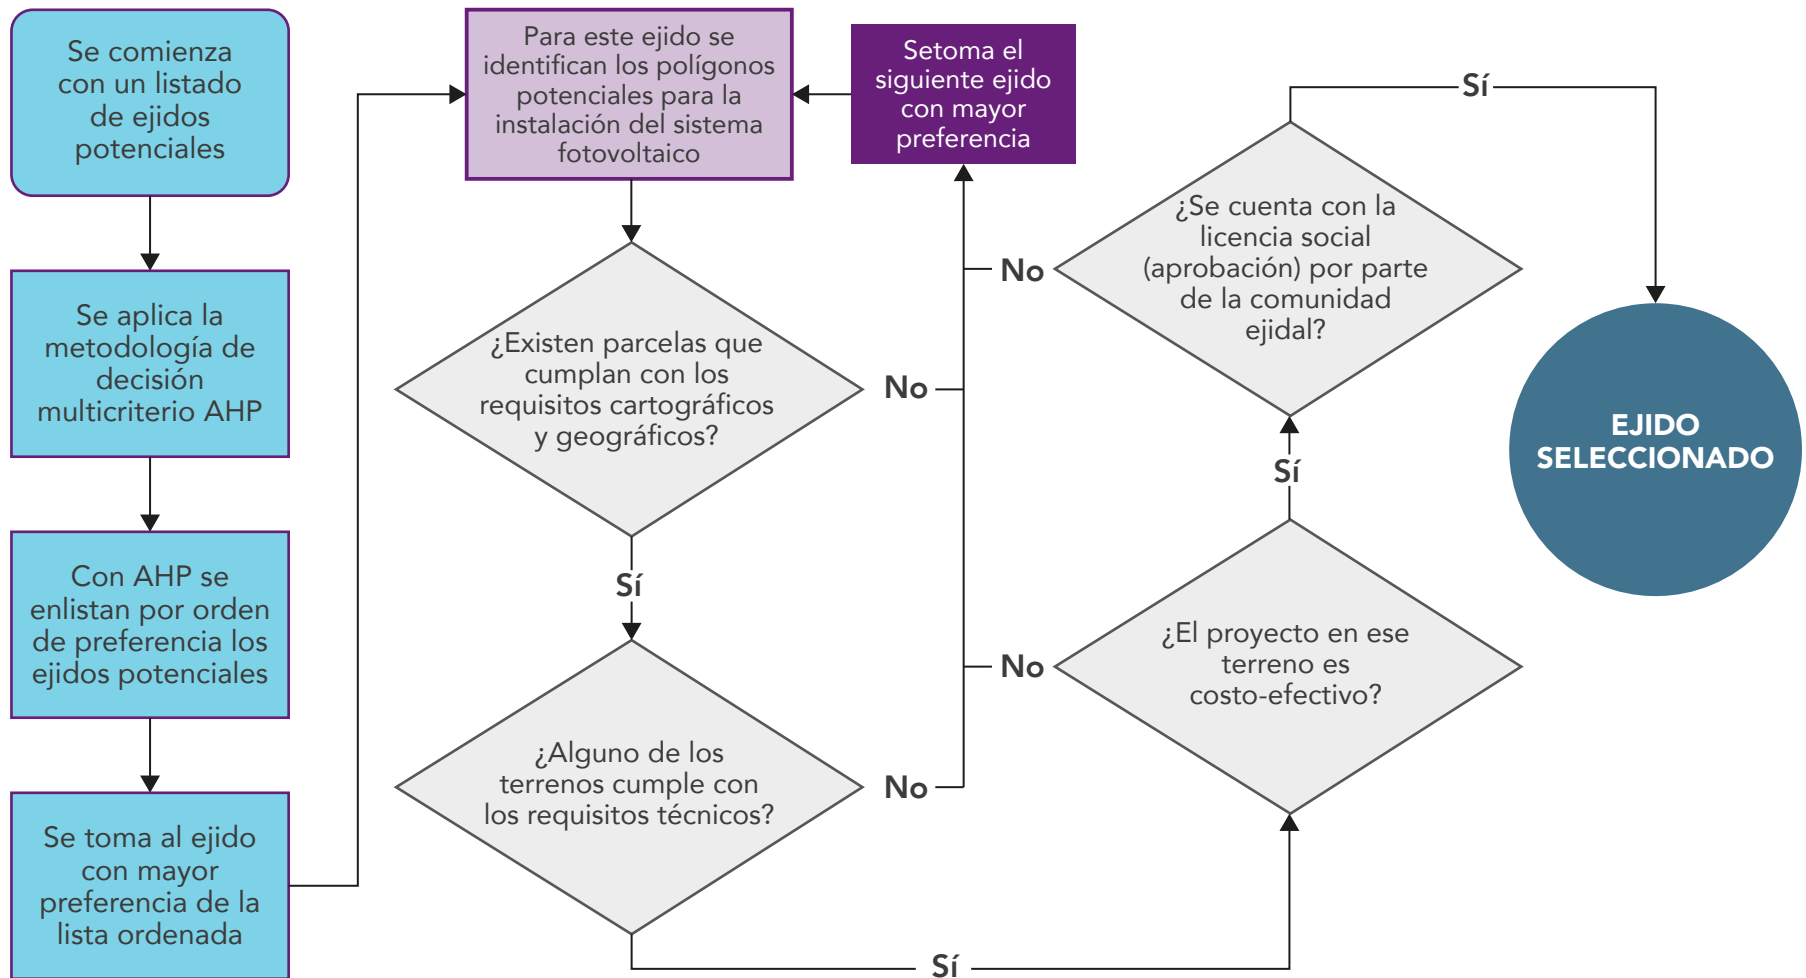 Se comienza
con un listado
de ejidos
potenciales
Se aplica la
metodología de
decisión
multicriterio AHP
Con AHP se
enlistan por orden
de preferencia los
ejidos potenciales
Se toma al ejido
con mayor
preferencia de la
lista ordenada
Para este ejido se
identifican los polígonos
potenciales para la
instalación del sistema
fotovoltaico
¿Existen parcelas que
cumplan con los
requisitos cartográficos
y geográficos?
No
Sí
¿Alguno de los
terrenos cumple con
los requisitos técnicos?
No
Sí
Setoma el
siguiente ejido
con mayor
preferencia
¿El proyecto en ese
terreno es
costo-efectivo?
No
Sí
¿Se cuenta con la
licencia social
(aprobación) por parte
de la comunidad
ejidal?
No
Sí
EJIDO
SELECCIONADO